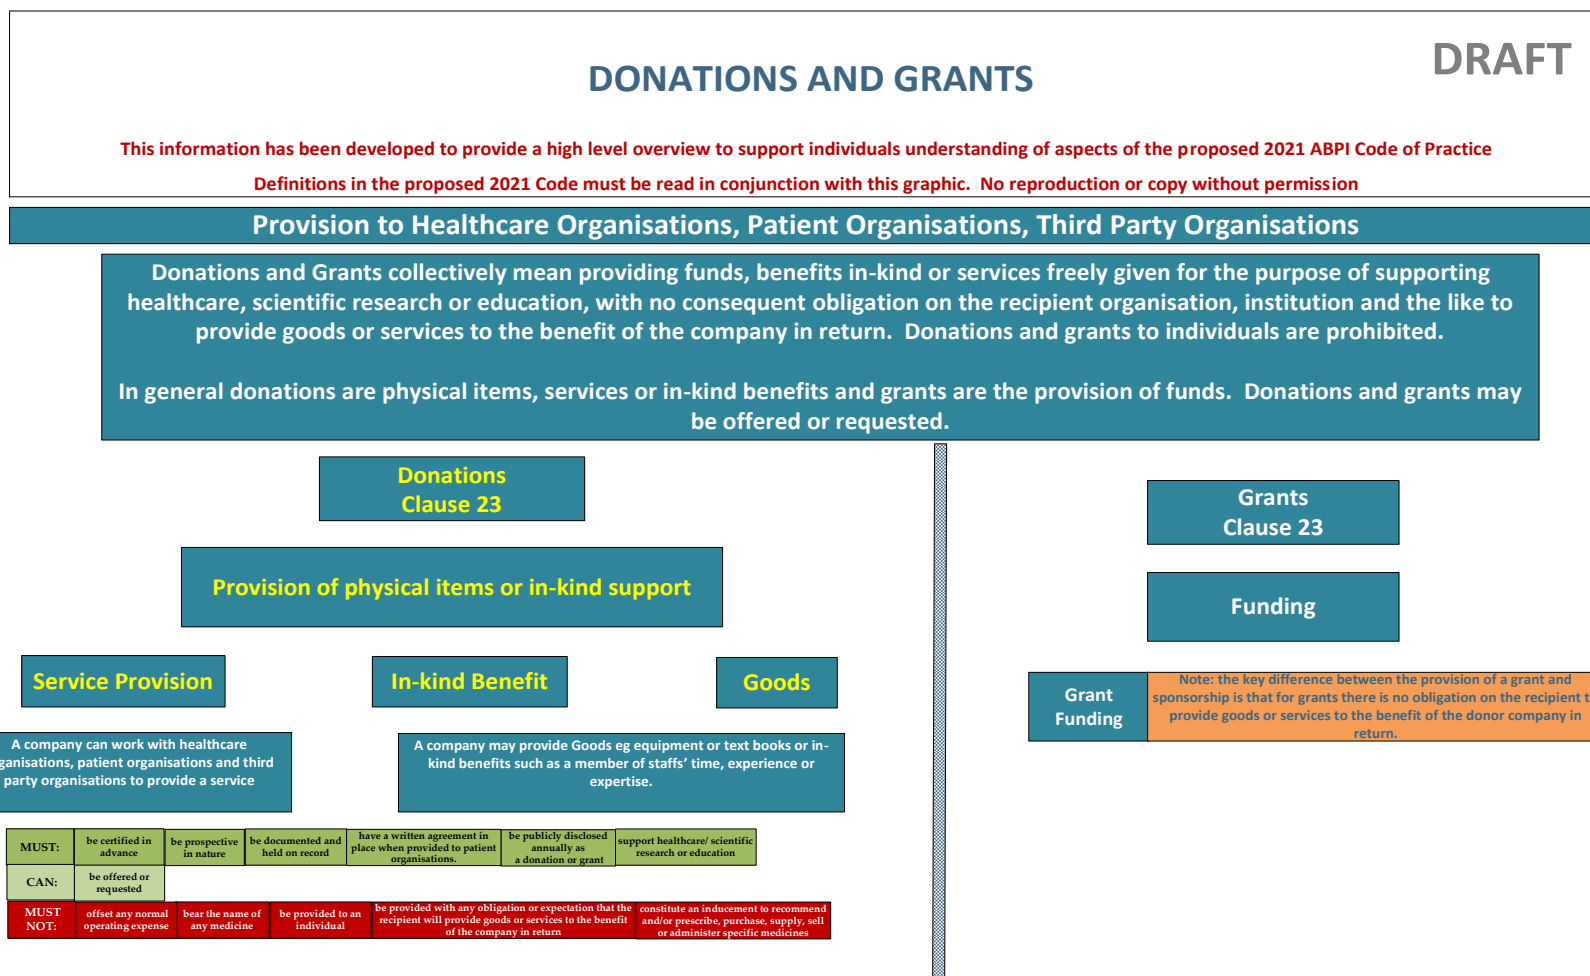 DRAFT
DONATIONS AND GRANTS
This information has been developed to provide a high level overview to support individuals understanding of aspects of the proposed 2021 ABPI Code of Practice
Definitions in the proposed 2021 Code must be read in conjunction with this graphic. No reproduction or copy without permission
Provision to Healthcare Organisations, Patient Organisations, Third Party Organisations
Donations and Grants collectively mean providing funds, benefits in-kind or services freely given for the purpose of supporting
healthcare, scientific research or education, with no consequent obligation on the recipient organisation, institution and the like to
provide goods or services to the benefit of the company in return. Donations and grants to individuals are prohibited.
In general donations are physical items, services or in-kind benefits and grants are the provision of funds. Donations and grants may
be offered or requested.
Donations
Clause 23
Provision of physical items or in-kind support
Service Provision
In-kind Benefit
Goods
A company can work with healthcare
ganisations, patient organisations and third
party organisations to provide a service
A company may provide Goods eg equipment or text books or in-
kind benefits such as a member of staffs' time, experience or
expertise.
Grants
Clause 23
Funding
Grant
Funding
Note: the key difference between the provision of a grant and
sponsorship is that for grants there is no obligation on the recipient t
provide goods or services to the benefit of the donor company in
return.
MUST:
be certified in
advance
be prospective
in nature
be documented and
held on record
have a written agreement in
place when provided to patient
organisations.
be publicly disclosed
annually as
a donation or grant
support healthcare/ scientific
research or education
CAN:
be offered or
requested
MUST
NOT:
offset any normal
operating expense
bear the name of
any medicine
be provided to an
individual
be provided with any obligation or expectation that the
recipient will provide goods or services to the benefit
of the company in return
constitute an inducement to recommend
and/or prescribe, purchase, supply, sell
or administer specific medicines